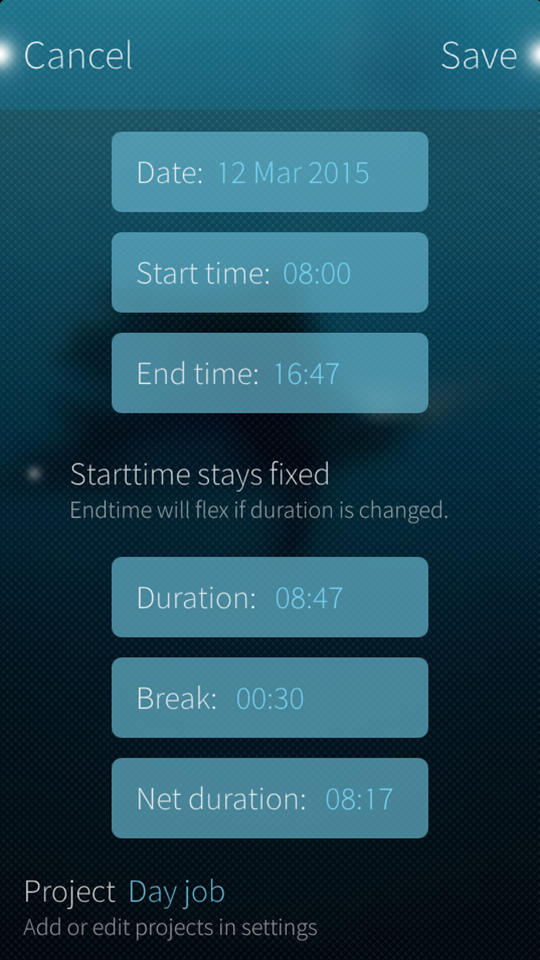 Cancel Save
Date: 12 Mar 2015
Start time: 08:00
End time: 16:47
Starttime stays fixed
Endtime will flex if duration is changed.
Duration: 08:47
Break: 00:30
Net duration: 08:17
Project Day job
Add or edit projects in settings